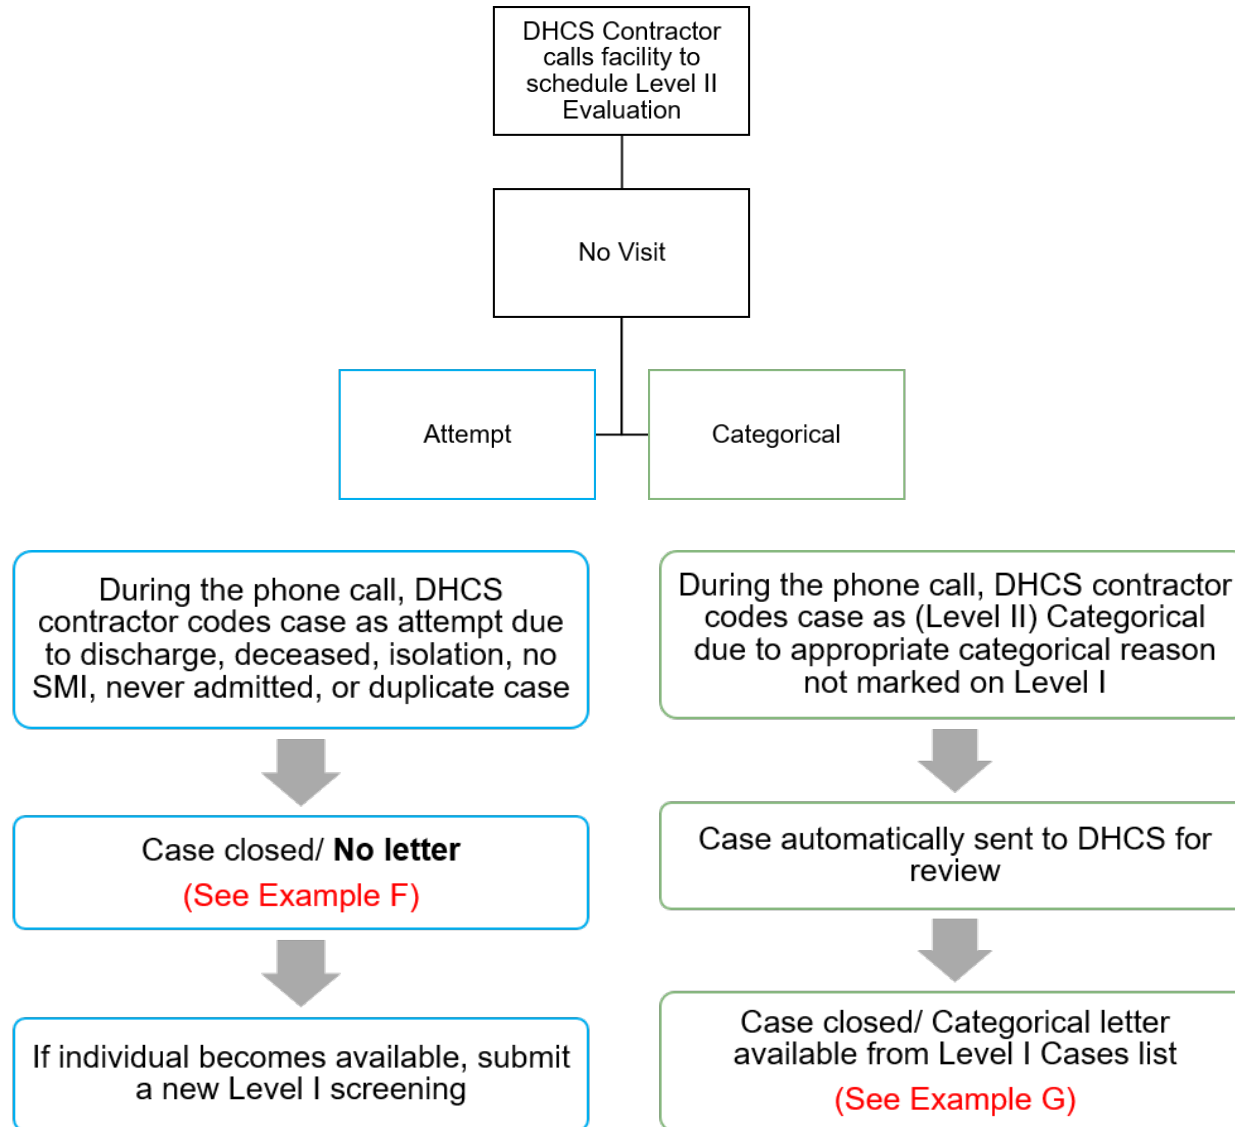 DHCS Contractor
calls facility to
schedule Level II
Evaluation
No Visit
Attempt
Categorical
During the phone call, DHCS
contractor codes case as attempt due
to discharge, deceased, isolation, no
SMI, never admitted, or duplicate case
Case closed/ No letter
(See Example F)
If individual becomes available, submit
a new Level I screening
During the phone call, DHCS contractor
codes case as (Level II) Categorical
due to appropriate categorical reason
not marked on Level I
Case automatically sent to DHCS for
review
Case closed/ Categorical letter
available from Level I Cases list
(See Example G)